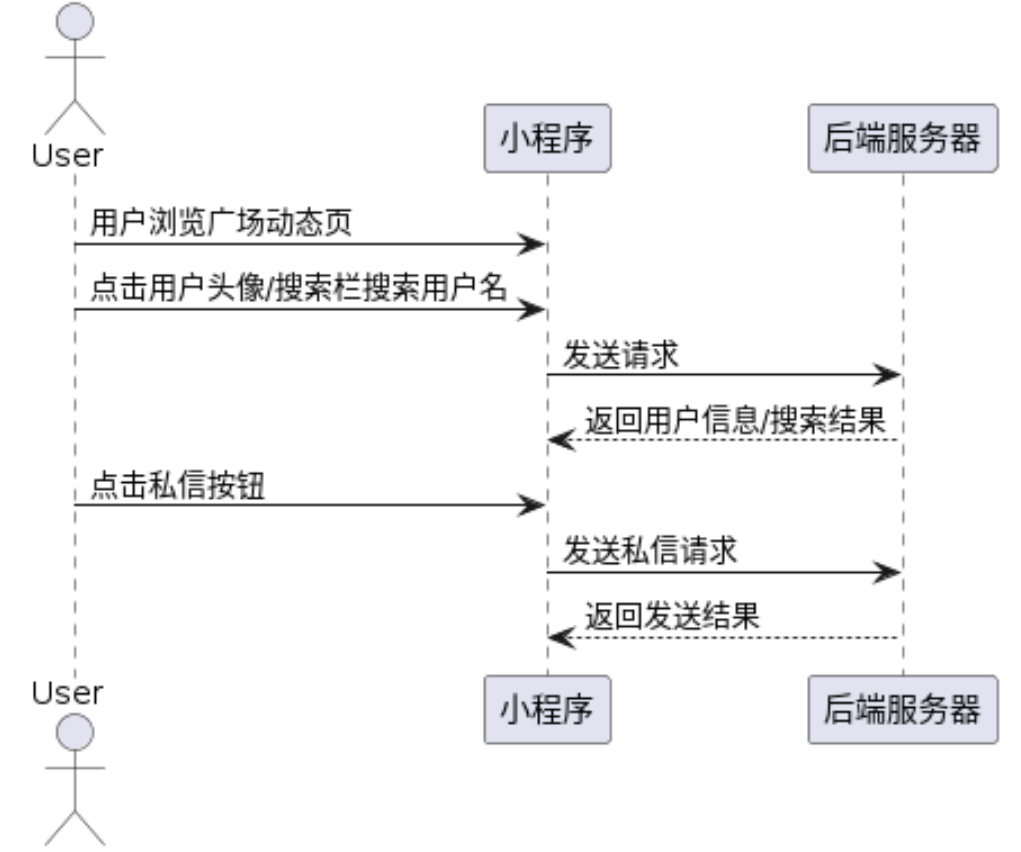 User
小程序
后端服务器
用户浏览广场动态页
点击用户头像/搜索栏搜索用户名
发送请求
返回用户信息/搜索结果
点击私信按钮
发送私信请求
返回发送结果
User
小程序
后端服务器